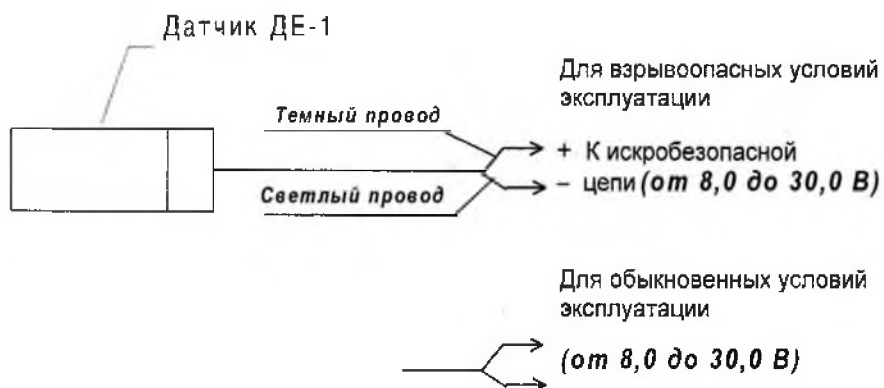 Датчик ДЕ-1
Для взрывоопасных условий
эксплуатации
Темный провод
+ К искробезопасной
Светлый провод
– цепи (от 8,0 до 30,0 В)
Для обыкновенных условий
эксплуатации
(от 8,0 до 30,0 В)